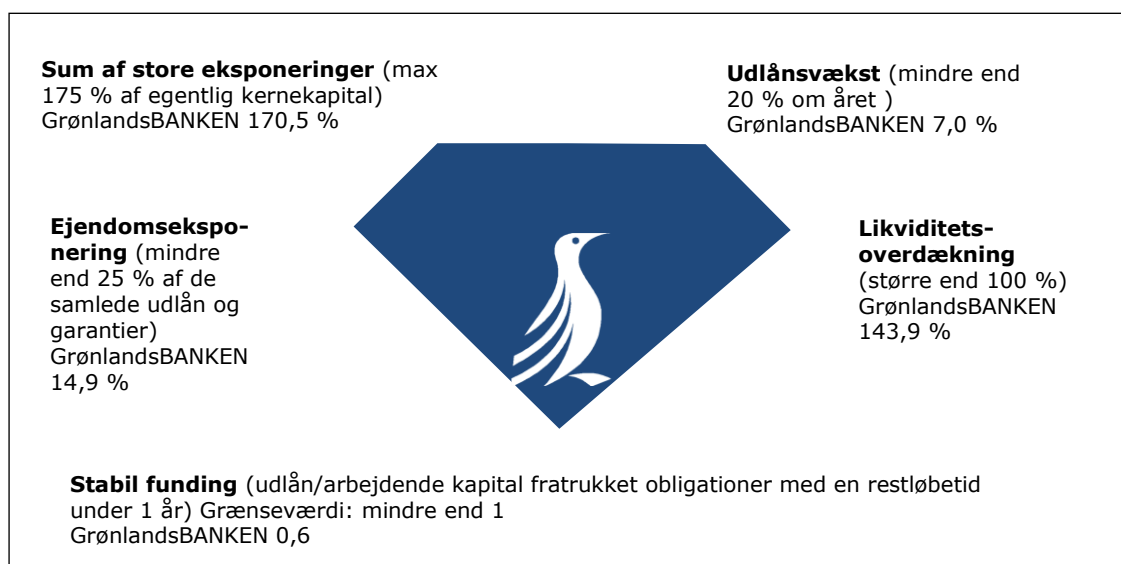 Sum af store eksponeringer (max
175 % af egentlig kernekapital)
GrønlandsBANKEN 170,5 %
Udlånsvækst (mindre end
20 % om året )
GrønlandsBANKEN 7,0 %
Ejendomsekspo-
nering (mindre
end 25 % af de
samlede udlån og
garantier)
GrønlandsBANKEN
14,9 %
Likviditets-
overdækning
(større end 100 %)
GrønlandsBANKEN
143,9 %
Stabil funding (udlån/arbejdende kapital fratrukket obligationer med en restløbetid
under 1 år) Grænseværdi: mindre end 1
GrønlandsBANKEN 0,6